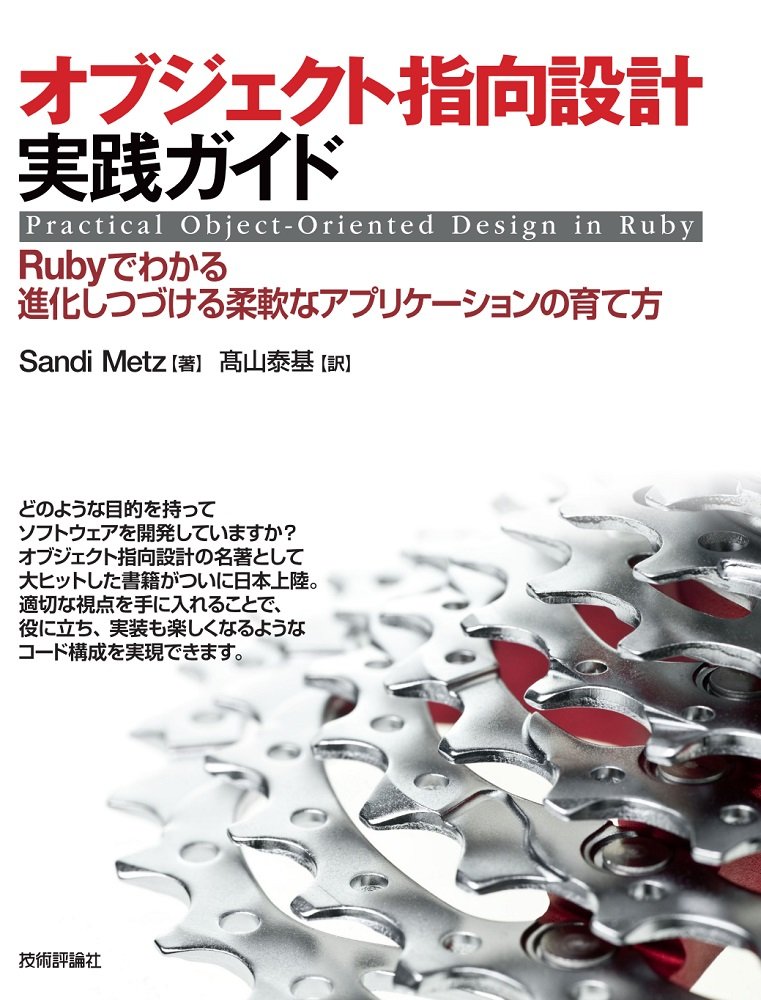 オブジェクト指向設計
実践ガイド
Practical Object-Oriented Design in Ruby
Rubyでわかる
進化しつづける柔軟なアプリケーションの育て方
Sandi Metz【著】 髙山泰基【訳】
どのような目的を持って
ソフトウェアを開発していますか?
オブジェクト指向設計の名著として
大ヒットした書籍がついに日本上陸。
適切な視点を手に入れることで、
役に立ち、実装も楽しくなるような
コード構成を実現できます。
技術評論社